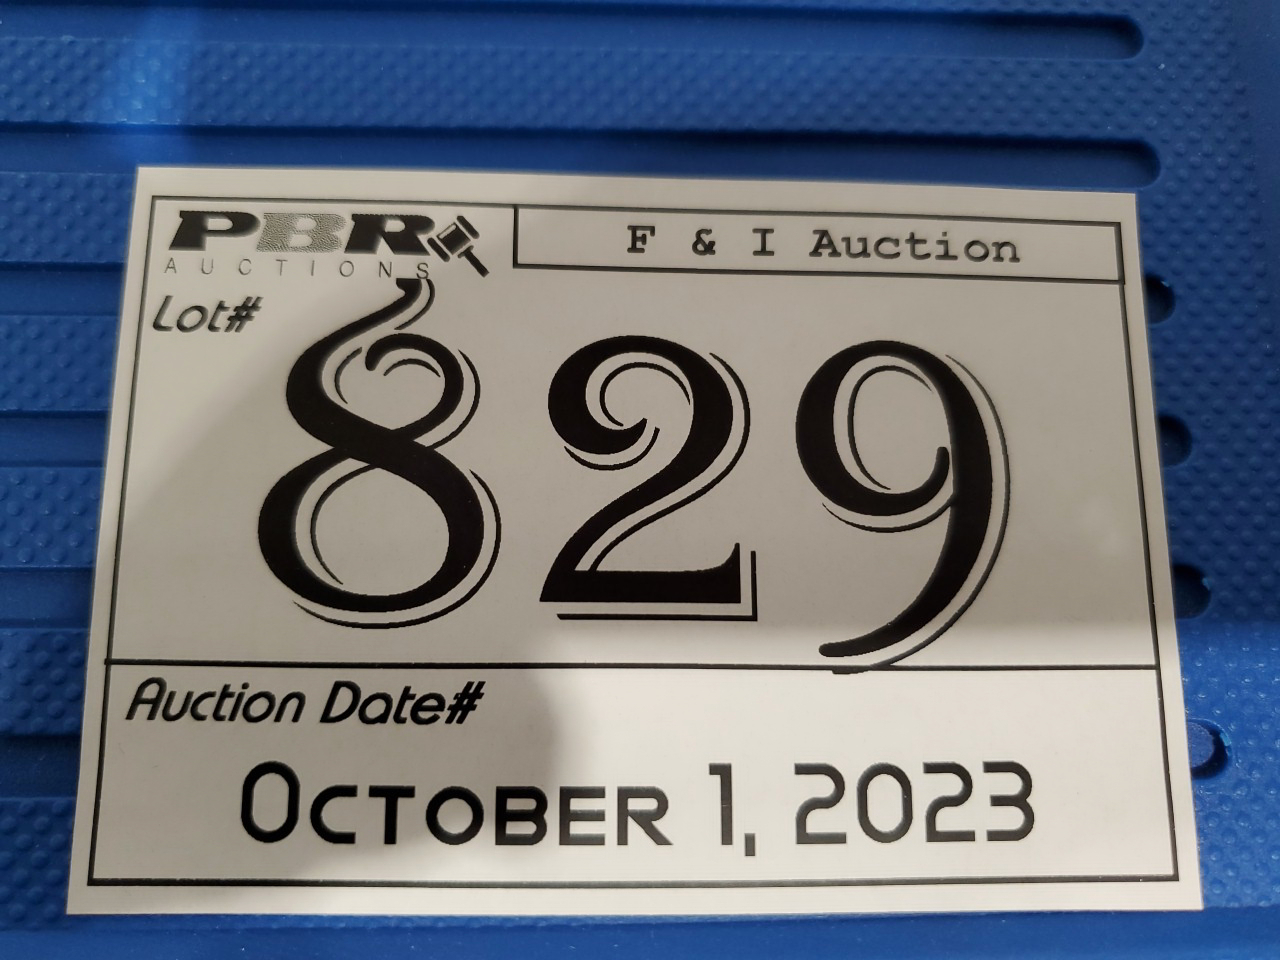 PBR
AUCTIONS
F & I Auction
Lot#
829
Auction Date#
October 1, 2023